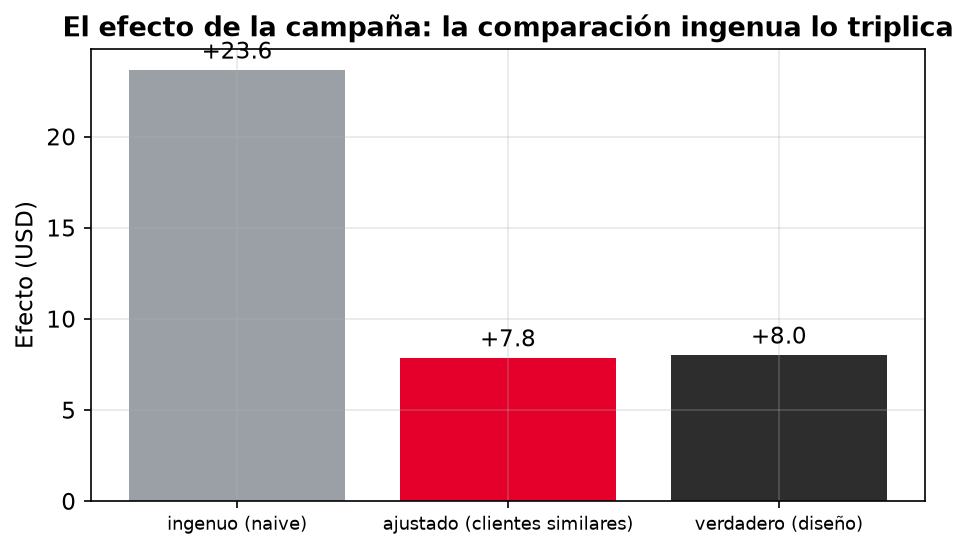 El efecto de la campaña: la comparación ingenua lo triplica
+23.6
+7.8
+8.0
Efecto (USD)
20
15
10
5
0
ingenuo (naive)
ajustado (clientes similares)
verdadero (diseño)